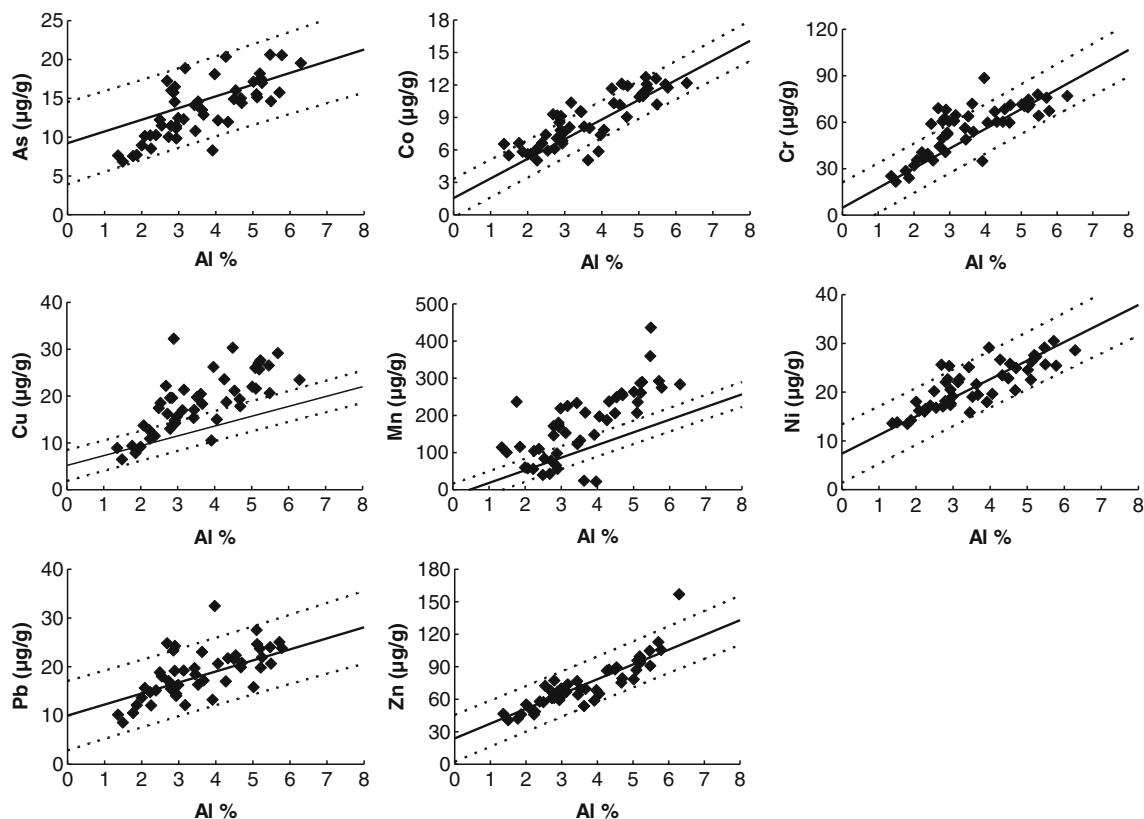 25
20
15
10
5
0
As (µg/g)
0 1 2 3 4 5 6 7 8
Al %
18
15
12
9
6
3
0
Co (µg/g)
0 1 2 3 4 5 6 7 8
Al %
120
90
60
30
0
Cr (µg/g)
0 1 2 3 4 5 6 7 8
Al %
40
30
20
10
0
Cu (µg/g)
0 1 2 3 4 5 6 7 8
Al %
500
400
300
200
100
0
Mn (µg/g)
0 1 2 3 4 5 6 7 8
Al %
40
30
20
10
0
Ni (µg/g)
0 1 2 3 4 5 6 7 8
Al %
40
30
20
10
0
Pb (µg/g)
0 1 2 3 4 5 6 7 8
Al %
180
150
120
90
60
30
0
Zn (µg/g)
0 1 2 3 4 5 6 7 8
Al %